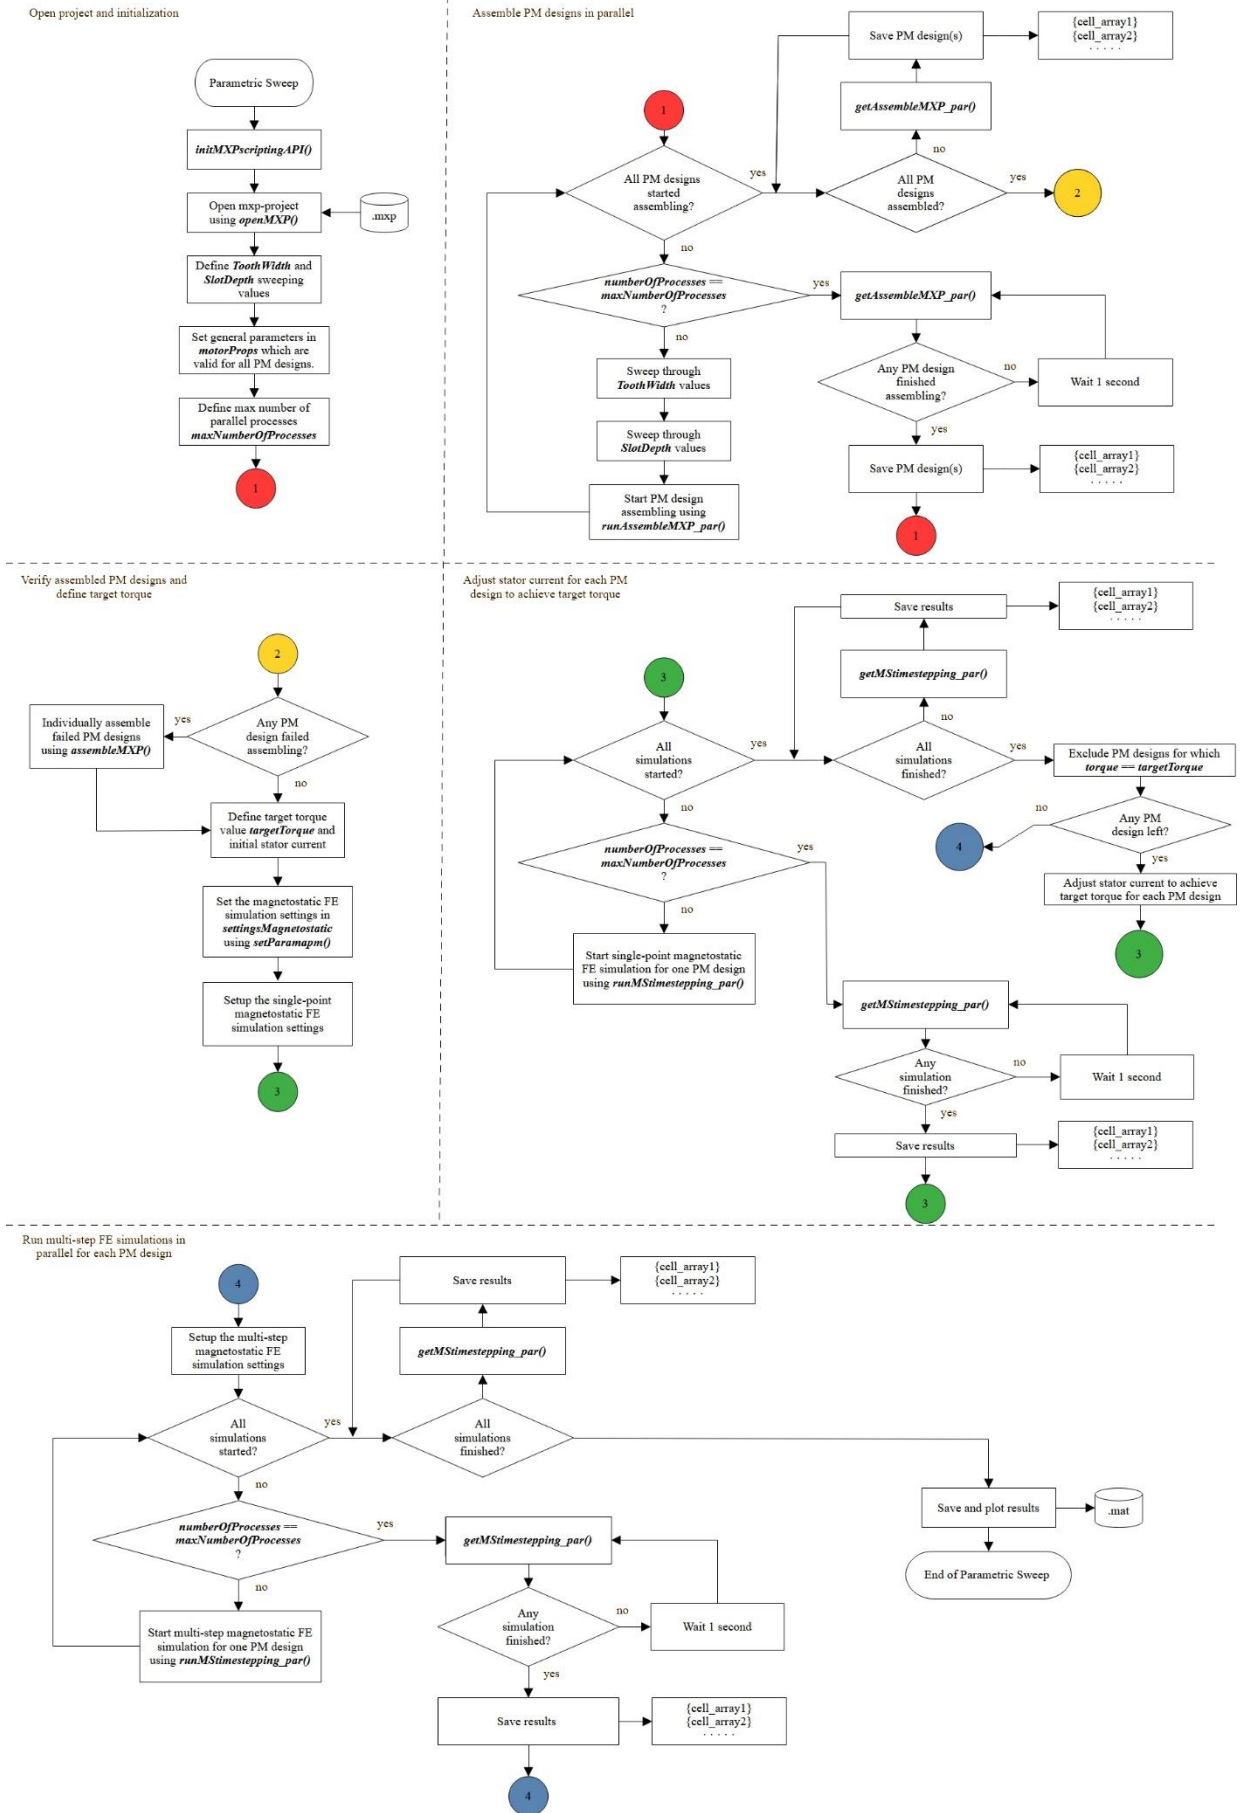 Open project and initialization
Parametric Sweep
initMXPscriptingAPI()
Open mxp-project
using openMXP()
.mxp
Define ToothWidth and
SlotDepth sweeping
values
Set general parameters in
motorProps which are
valid for all PM designs.
Define max number of
parallel processes
maxNumberOfProcesses
1
Assemble PM designs in parallel
1
All PM designs
started
assembling?
yes
no
All PM
designs
assembled?
yes
2
no
getAssembleMXP_par()
Save PM design(s)
{cell_array1}
{cell_array2}
. . . . .
numberOfProcesses ==
maxNumberOfProcesses
?
yes
no
Sweep through
ToothWidth values
Sweep through
SlotDepth values
Start PM design
assembling using
runAssembleMXP_par()
getAssembleMXP_par()
Any PM design
finished
assembling?
no
Wait 1 second
yes
Save PM design(s)
{cell_array1}
{cell_array2}
. . . . .
1
Verify assembled PM designs and
define target torque
2
Any PM
design failed
assembling?
yes
Individually assemble
failed PM designs
using assembleMXP()
no
Define target torque
value targetTorque and
initial stator current
Set the magnetostatic FE
simulation settings in
settingsMagnetostatic
using setParamapm()
Setup the single-point
magnetostatic FE
simulation settings
3
Adjust stator current for each PM
design to achieve target torque
3
All
simulations
started?
yes
no
All
simulations
finished?
no
getMStimestepping_par()
Save results
{cell_array1}
{cell_array2}
. . . . .
yes
Exclude PM designs for which
torque == targetTorque
Any PM
design left?
no
4
yes
Adjust stator current to achieve
target torque for each PM design
3
numberOfProcesses ==
maxNumberOfProcesses
?
yes
no
Start single-point magnetostatic
FE simulation for one PM design
using runMStimestepping_par()
getMStimestepping_par()
Any
simulation
finished?
no
Wait 1 second
yes
Save results
{cell_array1}
{cell_array2}
. . . . .
3
Run multi-step FE simulations in
parallel for each PM design
4
Setup the multi-step
magnetostatic FE
simulation settings
All
simulations
started?
yes
no
All
simulations
finished?
getMStimestepping_par()
Save results
{cell_array1}
{cell_array2}
. . . . .
Save and plot results
.mat
End of Parametric Sweep
numberOfProcesses ==
maxNumberOfProcesses
?
yes
no
Start multi-step magnetostatic FE
simulation for one PM design
using runMStimestepping_par()
getMStimestepping_par()
Any
simulation
finished?
no
Wait 1 second
yes
Save results
{cell_array1}
{cell_array2}
. . . . .
4